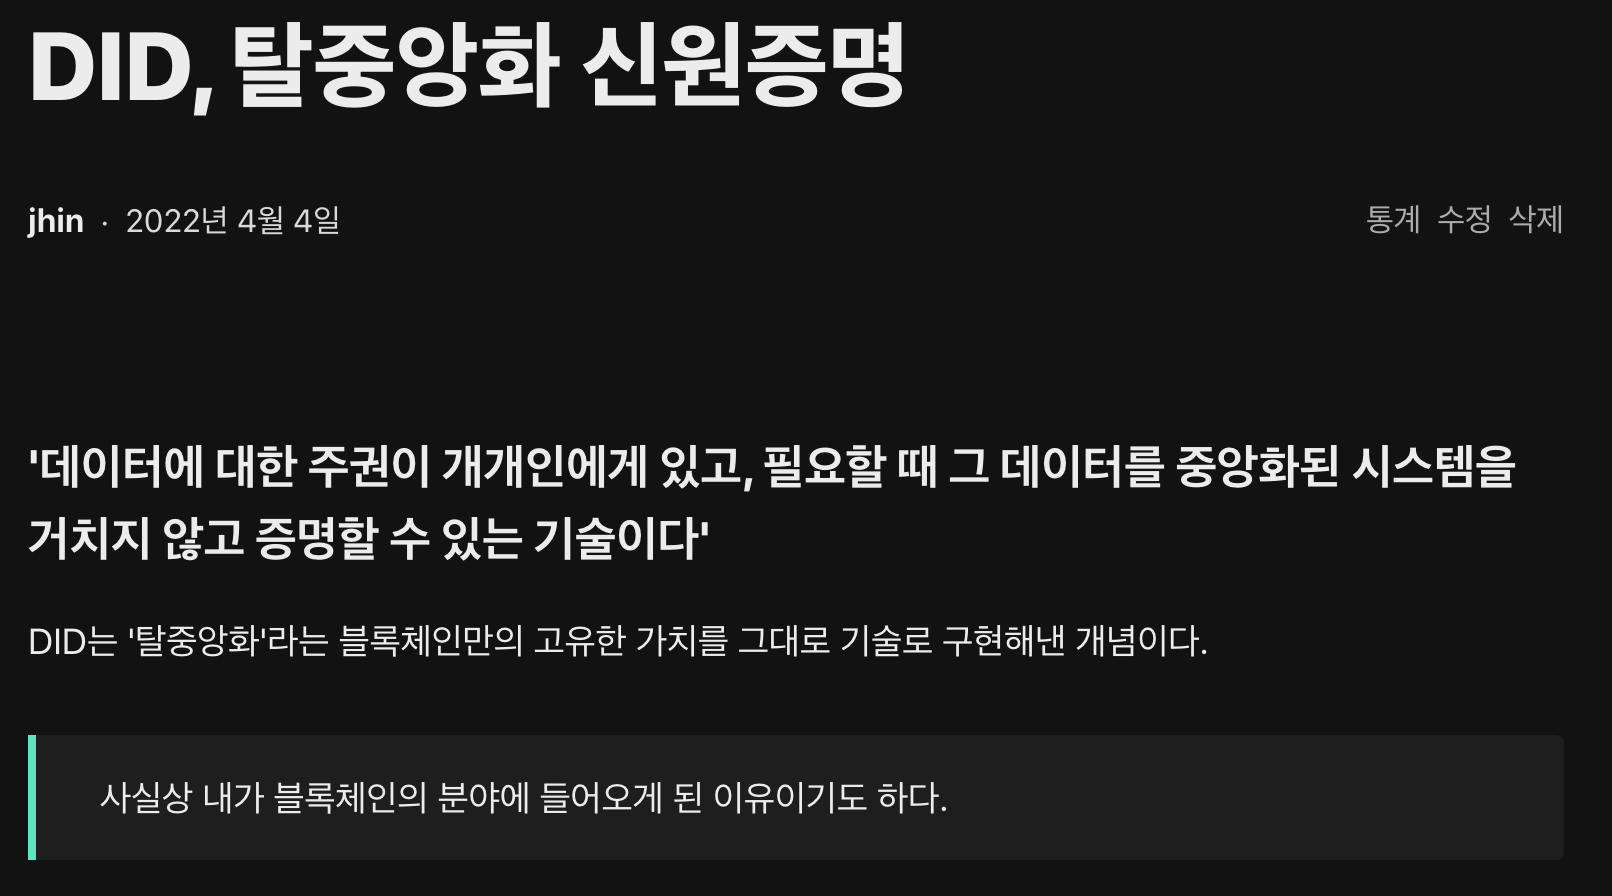 DID, 탈중앙화 신원증명
jhin · 2022년 4월 4일
통계 수정 삭제
'데이터에 대한 주권이 개개인에게 있고, 필요할 때 그 데이터를 중앙화된 시스템을
거치지 않고 증명할 수 있는 기술이다'
DID는 '탈중앙화'라는 블록체인만의 고유한 가치를 그대로 기술로 구현해낸 개념이다.
사실상 내가 블록체인의 분야에 들어오게 된 이유이기도 하다.